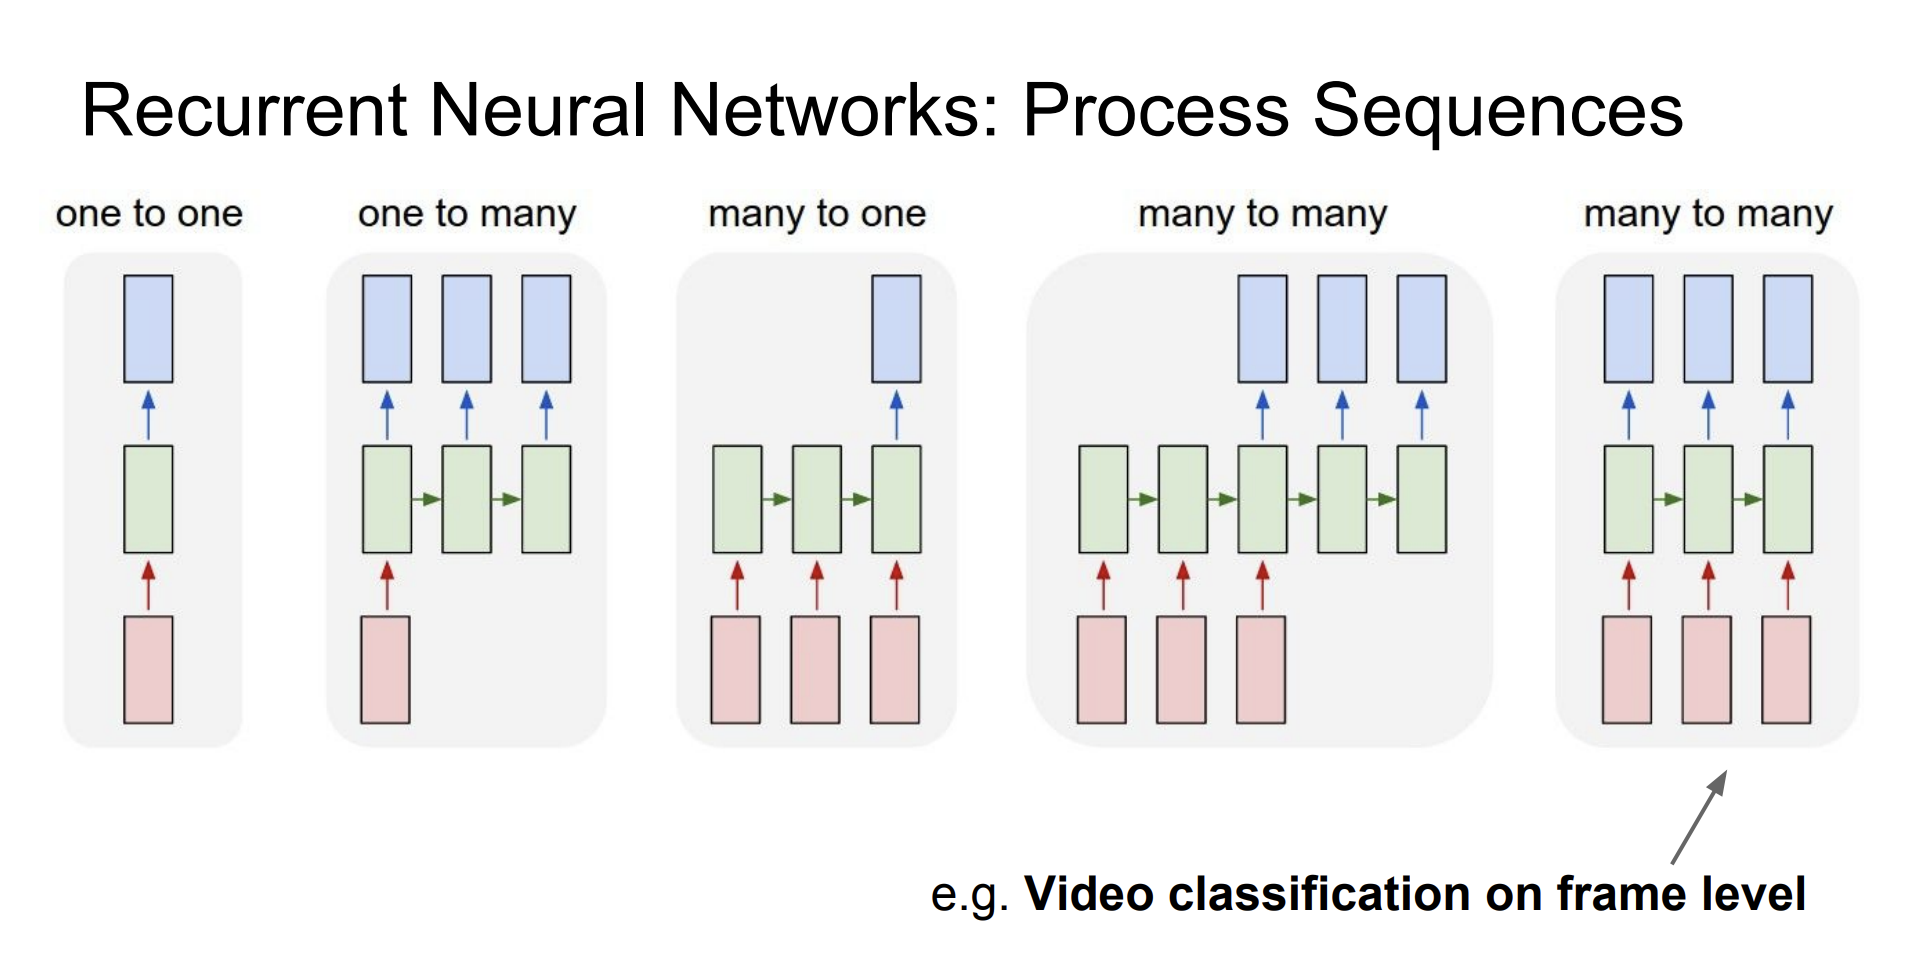 Recurrent Neural Networks: Process Sequences
one to one
one to many
many to one
many to many
many to many
e.g. Video classification on frame level